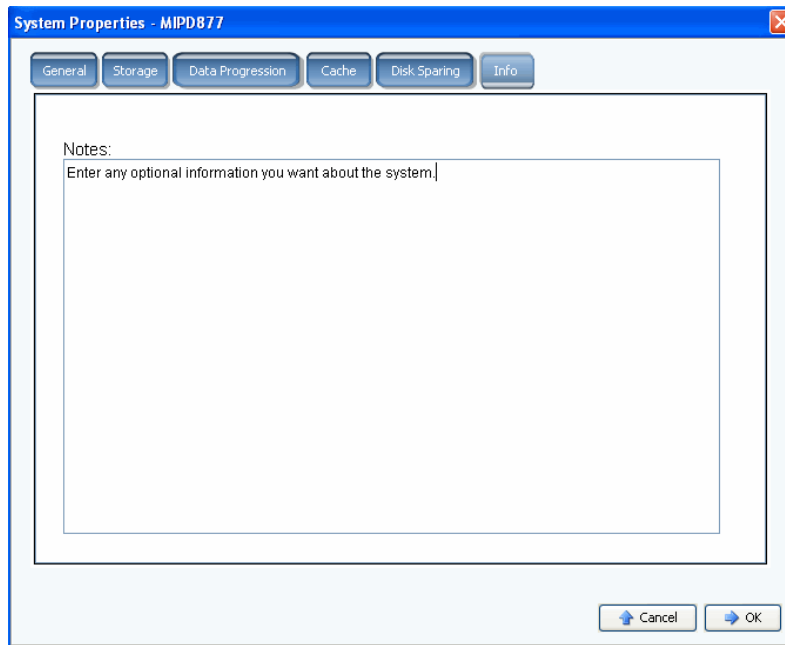 System Properties - MIPD877
General Storage Data Progression Cache Disk Sparing Info
Notes:
Enter any optional information you want about the system.
Cancel OK